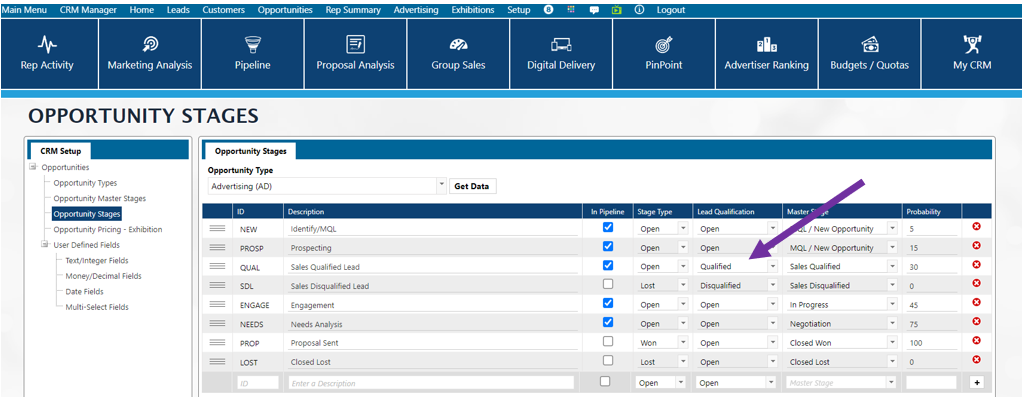 Main Menu CRM Manager Home Leads Customers Opportunities Rep Summary Advertising Exhibitions Setup 8 Logout
Rep Activity Marketing Analysis Pipeline Proposal Analysis Group Sales Digital Delivery PinPoint Advertiser Ranking Budgets / Quotas My CRM
OPPORTUNITY STAGES
CRM Setup
Opportunities
Opportunity Types
Opportunity Master Stages
Opportunity Stages
Opportunity Pricing - Exhibition
User Defined Fields
Text/Integer Fields
Money/Decimal Fields
Date Fields
Multi-Select Fields
Opportunity Stages
Opportunity Type
Advertising (AD) Get Data
ID Description In Pipeline Stage Type Lead Qualification Master Stage Probability
NEW Identify/MQL Open Open MQL / New Opportunity 5
PROSP Prospecting Open Open MQL / New Opportunity 15
QUAL Sales Qualified Lead Open Qualified Sales Qualified 30
SDL Sales Disqualified Lead Lost Disqualified Sales Disqualified 0
ENGAGE Engagement Open Open In Progress 45
NEEDS Needs Analysis Open Open Negotiation 75
PROP Proposal Sent Won Open Closed Won 100
LOST Closed Lost Lost Open Closed Lost 0
ID Enter a Description Open Open Master Stage +